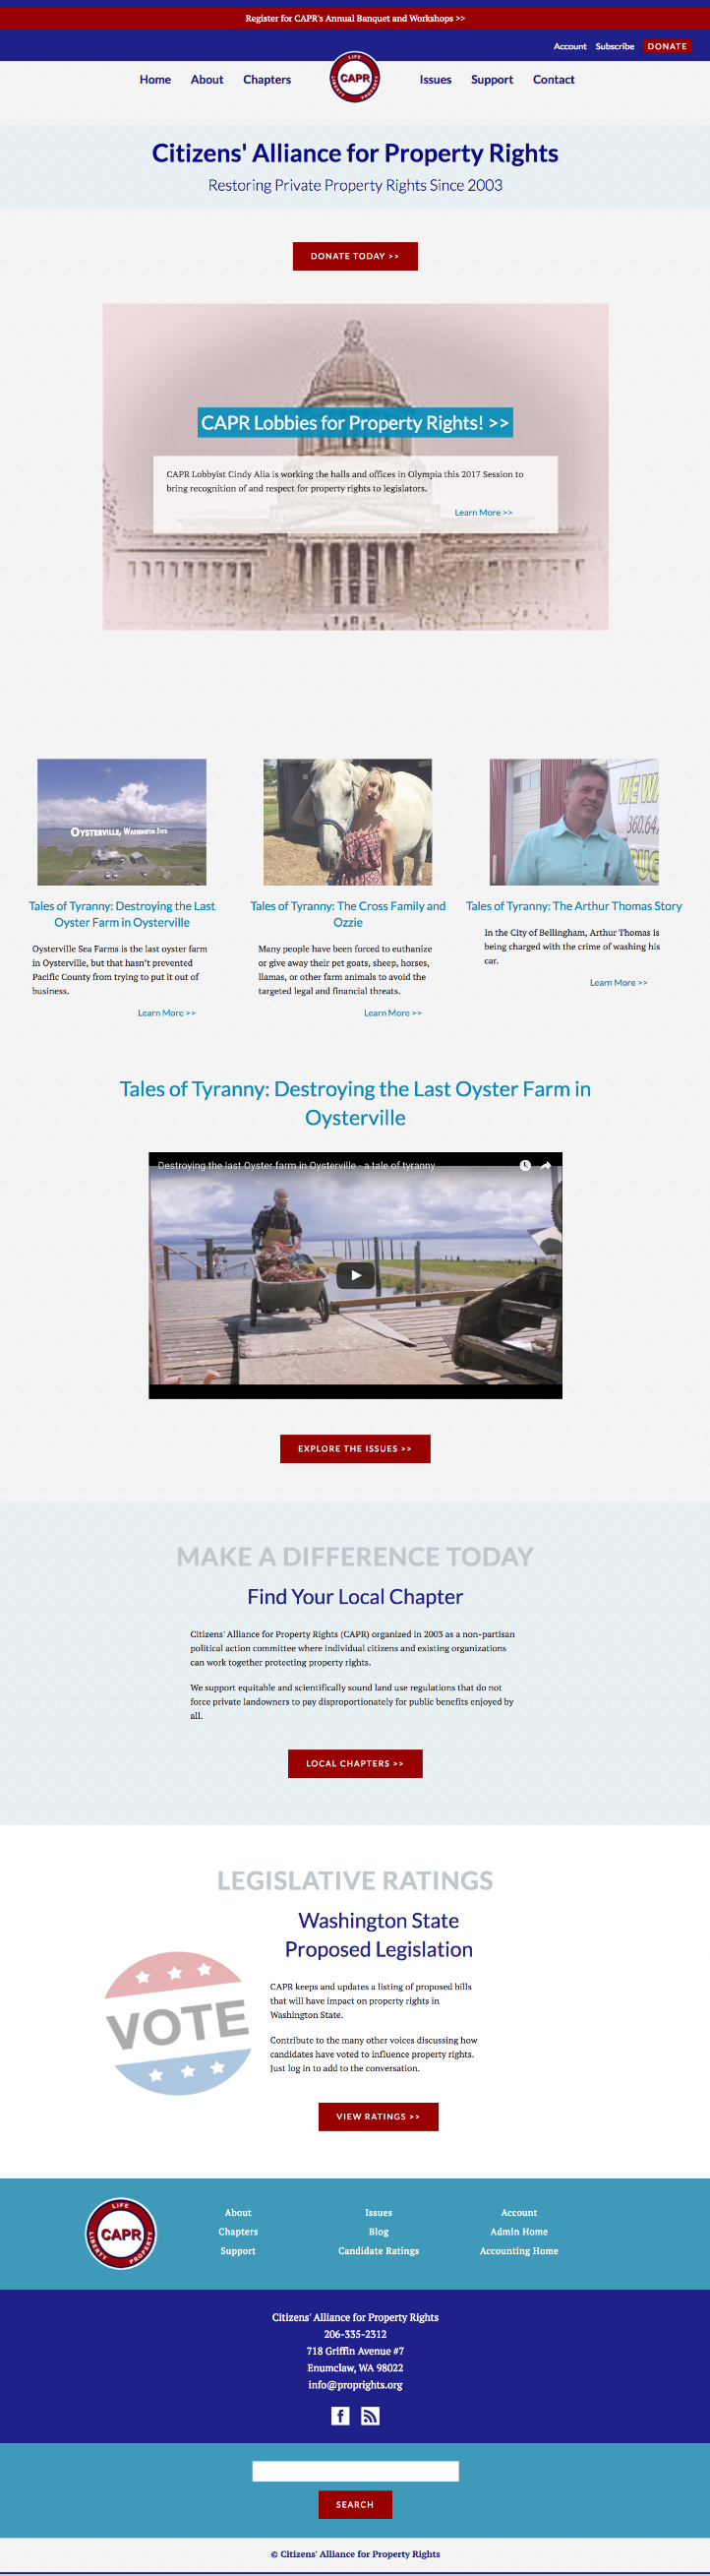 Register for CAPR's Annual Banquet and Workshops >>
Account Subscribe DONATE
Home About Chapters
LIFE
CAPR
LIBERTY PROPERTY
Issues Support Contact
Citizens' Alliance for Property Rights
Restoring Private Property Rights Since 2003
DONATE TODAY >>
CAPR Lobbies for Property Rights! >>
CAPR Lobbyist Cindy Alia is working the halls and offices in Olympia this 2017 Session to
bring recognition of and respect for property rights to legislators.
Learn More >>
OYSTERVILLE, WASHINGTON STATE
Tales of Tyranny: Destroying the Last
Oyster Farm in Oysterville
Oysterville Sea Farms is the last oyster farm
in Oysterville, but that hasn't prevented
Pacific County from trying to put it out of
business.
Learn More >>
Tales of Tyranny: The Cross Family and
Ozzie
Many people have been forced to euthanize
or give away their pet goats, sheep, horses,
llamas, or other farm animals to avoid the
targeted legal and financial threats.
Learn More >>
WE WA
360.64
Tales of Tyranny: The Arthur Thomas Story
In the City of Bellingham, Arthur Thomas is
being charged with the crime of washing his
car.
Learn More >>
Tales of Tyranny: Destroying the Last Oyster Farm in
Oysterville
Destroying the last Oyster farm in Oysterville - a tale of tyranny
EXPLORE THE ISSUES >>
MAKE A DIFFERENCE TODAY
Find Your Local Chapter
Citizens' Alliance for Property Rights (CAPR) organized in 2003 as a non-partisan
political action committee where individual citizens and existing organizations
can work together protecting property rights.
We support equitable and scientifically sound land use regulations that do not
force private landowners to pay disproportionately for public benefits enjoyed by
all.
LOCAL CHAPTERS >>
LEGISLATIVE RATINGS
Washington State
Proposed Legislation
VOTE
CAPR keeps and updates a listing of proposed bills
that will have impact on property rights in
Washington State.
Contribute to the many other voices discussing how
candidates have voted to influence property rights.
Just log in to add to the conversation.
VIEW RATINGS >>
LIFE
CAPR
LIBERTY PROPERTY
About Issues Account
Chapters Blog Admin Home
Support Candidate Ratings Accounting Home
Citizens' Alliance for Property Rights
206-335-2312
718 Griffin Avenue #7
Enumclaw, WA 98022
info@proprights.org
SEARCH
© Citizens' Alliance for Property Rights